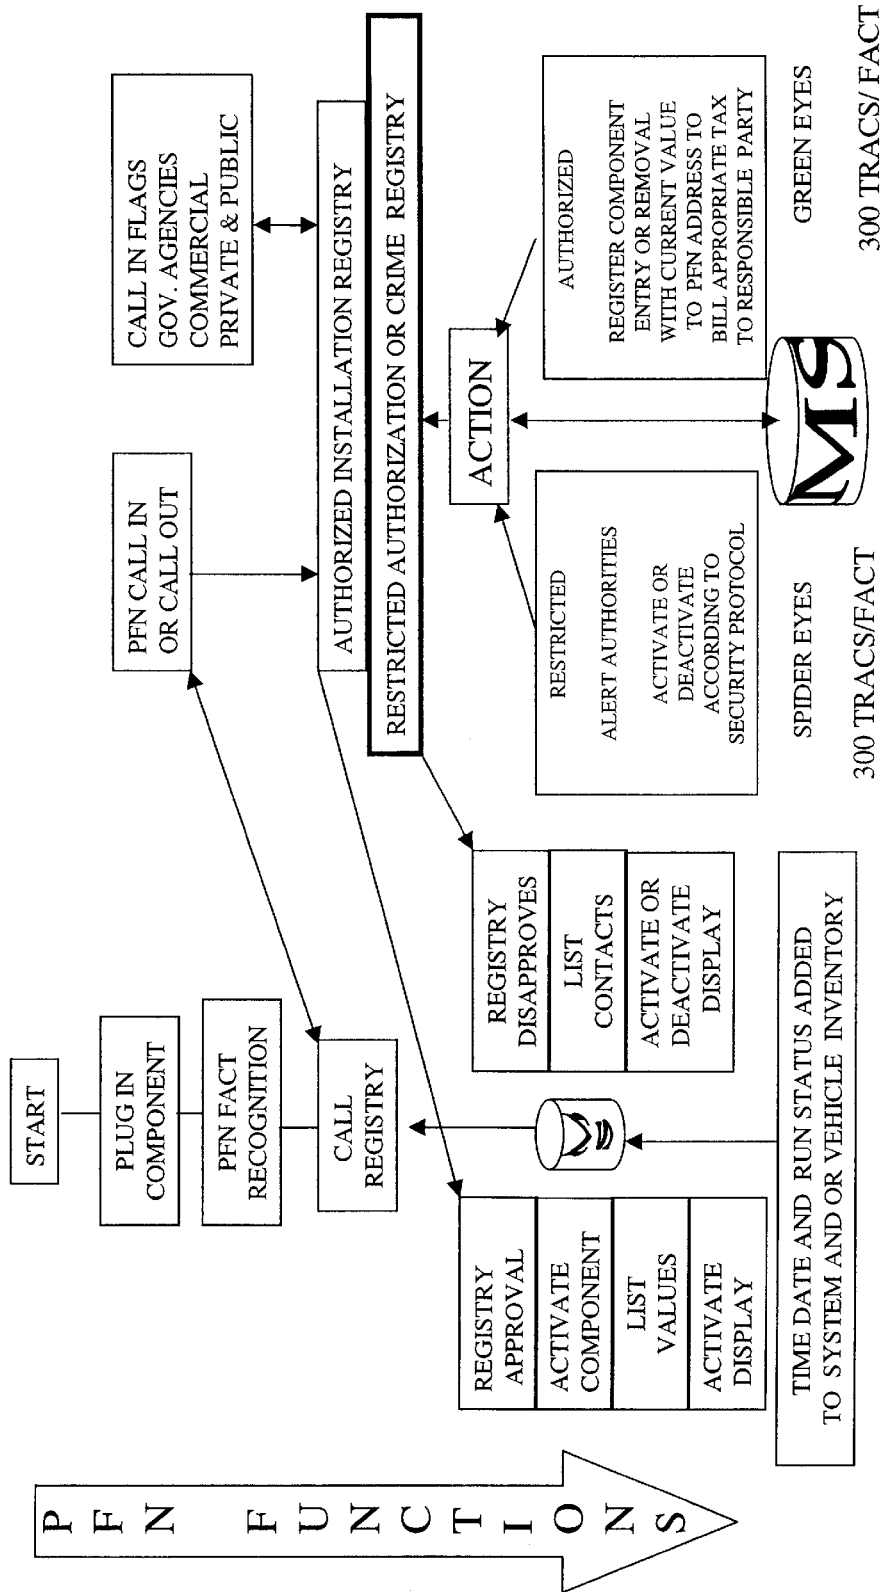 PFN FUNCTIONS
START
PLUG IN
COMPONENT
PFN FACT
RECOGNITION
CALL
REGISTRY
PFN CALL IN
OR CALL OUT
CALL IN FLAGS
GOV. AGENCIES
COMMERCIAL
PRIVATE & PUBLIC
AUTHORIZED INSTALLATION REGISTRY
RESTRICTED AUTHORIZATION OR CRIME REGISTRY
REGISTRY
APPROVAL
ACTIVATE
COMPONENT
LIST
VALUES
ACTIVATE
DISPLAY
REGISTRY
DISAPPROVES
LIST
CONTACTS
ACTIVATE OR
DEACTIVATE
DISPLAY
ACTION
RESTRICTED
ALERT AUTHORITIES
ACTIVATE OR
DEACTIVATE
ACCORDING TO
SECURITY PROTOCOL
AUTHORIZED
REGISTER COMPONENT
ENTRY OR REMOVAL
WITH CURRENT VALUE
TO PFN ADDRESS TO
BILL APPROPRIATE TAX
TO RESPONSIBLE PARTY
TIME DATE AND RUN STATUS ADDED
TO SYSTEM AND OR VEHICLE INVENTORY
SPIDER EYES
300 TRACS/FACT
MS
GREEN EYES
300 TRACS/ FACT